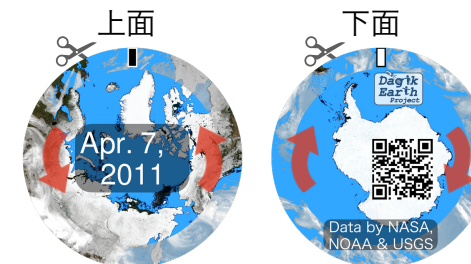 上面
下面
Dagik
Earth
Project
Apr. 7,
2011
Data by NASA,
NOAA & USGS